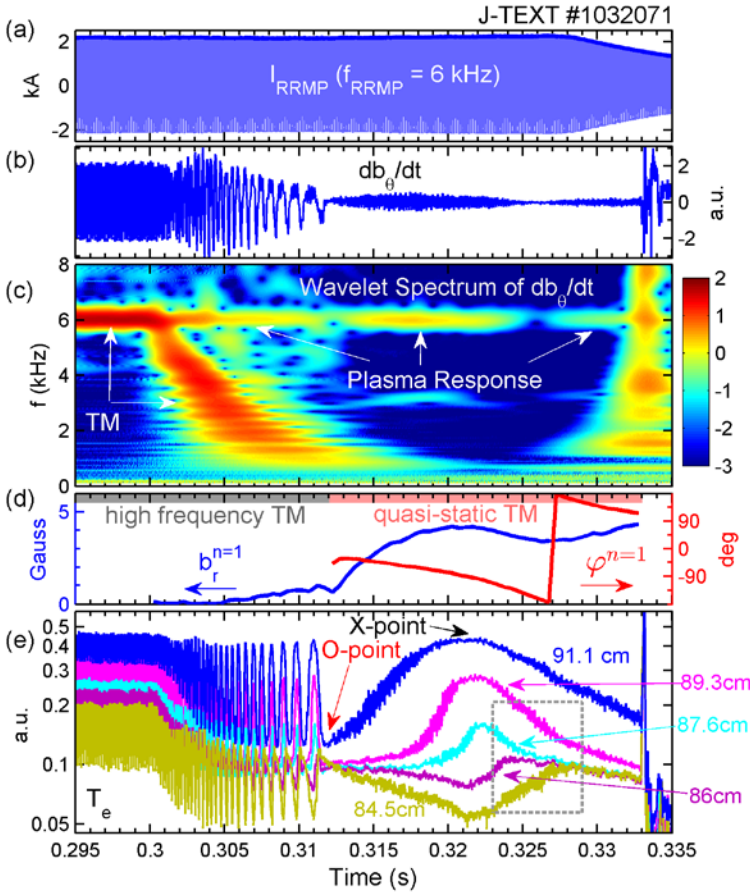 J-TEXT #1032071
(a)
2
0
-2
kA
I_RRMP (f_RRMP = 6 kHz)
(b)
db_θ/dt
2
0
-2
a.u.
(c)
8
6
4
2
0
f (kHz)
Wavelet Spectrum of db_θ/dt
Plasma Response
TM
2
1
0
-1
-2
-3
(d)
5
0
Gauss
high frequency TM
quasi-static TM
b_r^{n=1}
φ^{n=1}
90
0
-90
deg
(e)
0.5
0.4
0.3
0.2
0.1
0.05
a.u.
X-point
O-point
91.1 cm
89.3cm
87.6cm
86cm
84.5cm
T_e
0.295 0.3 0.305 0.31 0.315 0.32 0.325 0.33 0.335
Time (s)